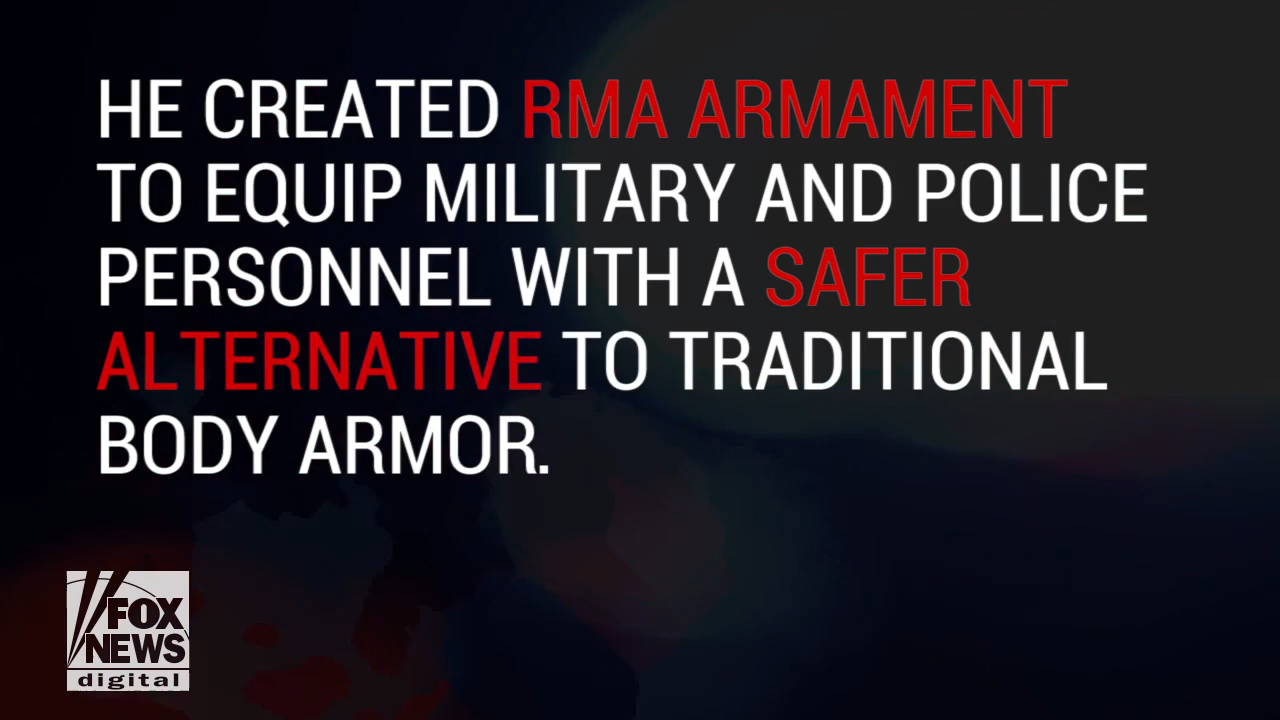 HE CREATED RMA ARMAMENT
TO EQUIP MILITARY AND POLICE
PERSONNEL WITH A SAFER
ALTERNATIVE TO TRADITIONAL
BODY ARMOR.
FOX
NEWS
digital